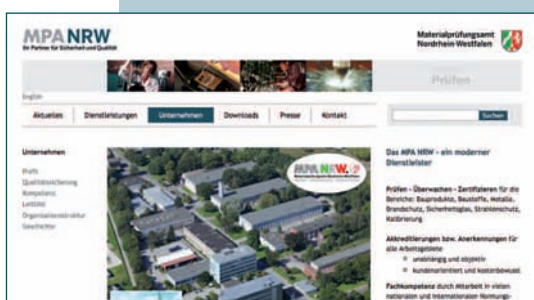 MPA NRW
Ihr Partner für Sicherheit und Qualität
Materialprüfungsamt
Nordrhein-Westfalen
Prüfen
English
Aktuelles
Dienstleistungen
Unternehmen
Downloads
Presse
Kontakt
Suchen
Unternehmen
Profil
Qualitätssicherung
Kompetenz
Leitbild
Organisationsstruktur
Geschichte
MPA NRW.
Das MPA NRW - ein moderner
Dienstleister
Prüfen - Überwachen - Zertifizieren für die
Bereiche: Bauprodukte, Baustoffe, Metalle,
Brandschutz, Sicherheitsglas, Strahlenschutz,
Kalibrierung.
Akkreditierungen bzw. Anerkennungen für
alle Arbeitsgebiete
unabhängig und objektiv
kundenorientiert und kostenbewusst
Fachkompetenz durch Mitarbeit in vielen
nationalen und internationalen Normungs-